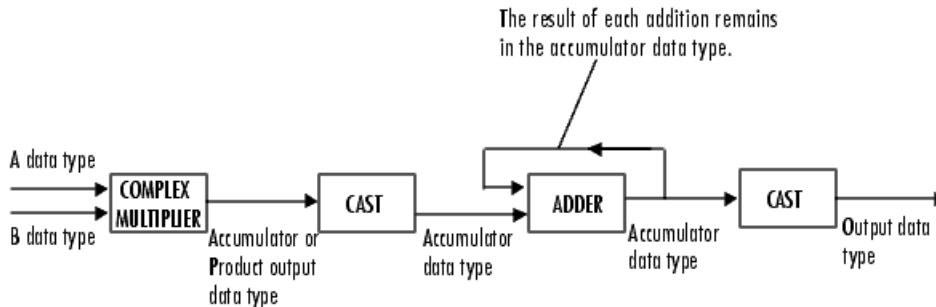 The result of each addition remains
in the accumulator data type.
A data type
B data type
COMPLEX
MULTIPLIER
Accumulator or
Product output
data type
CAST
Accumulator
data type
ADDER
Accumulator
data type
CAST
Output data
type